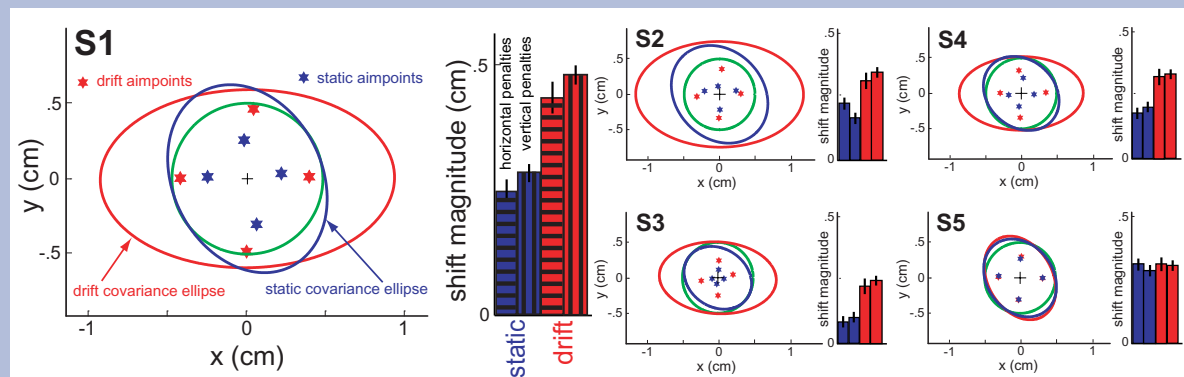 S1
drift aimpoints
static aimpoints
.5
0
-.5
y (cm)
drift covariance ellipse
static covariance ellipse
-1
0
1
x (cm)
shift magnitude (cm)
.5
0
horizontal penalties
vertical penalties
static
drift
S2
.5
0
-.5
y (cm)
-1
0
1
x (cm)
shift magnitude
.5
0
S4
.5
0
-.5
y (cm)
-1
0
1
x (cm)
shift magnitude
.5
0
S3
.5
0
-.5
y (cm)
-1
0
1
x (cm)
shift magnitude
.5
0
S5
.5
0
-.5
y (cm)
-1
0
1
x (cm)
shift magnitude
.5
0